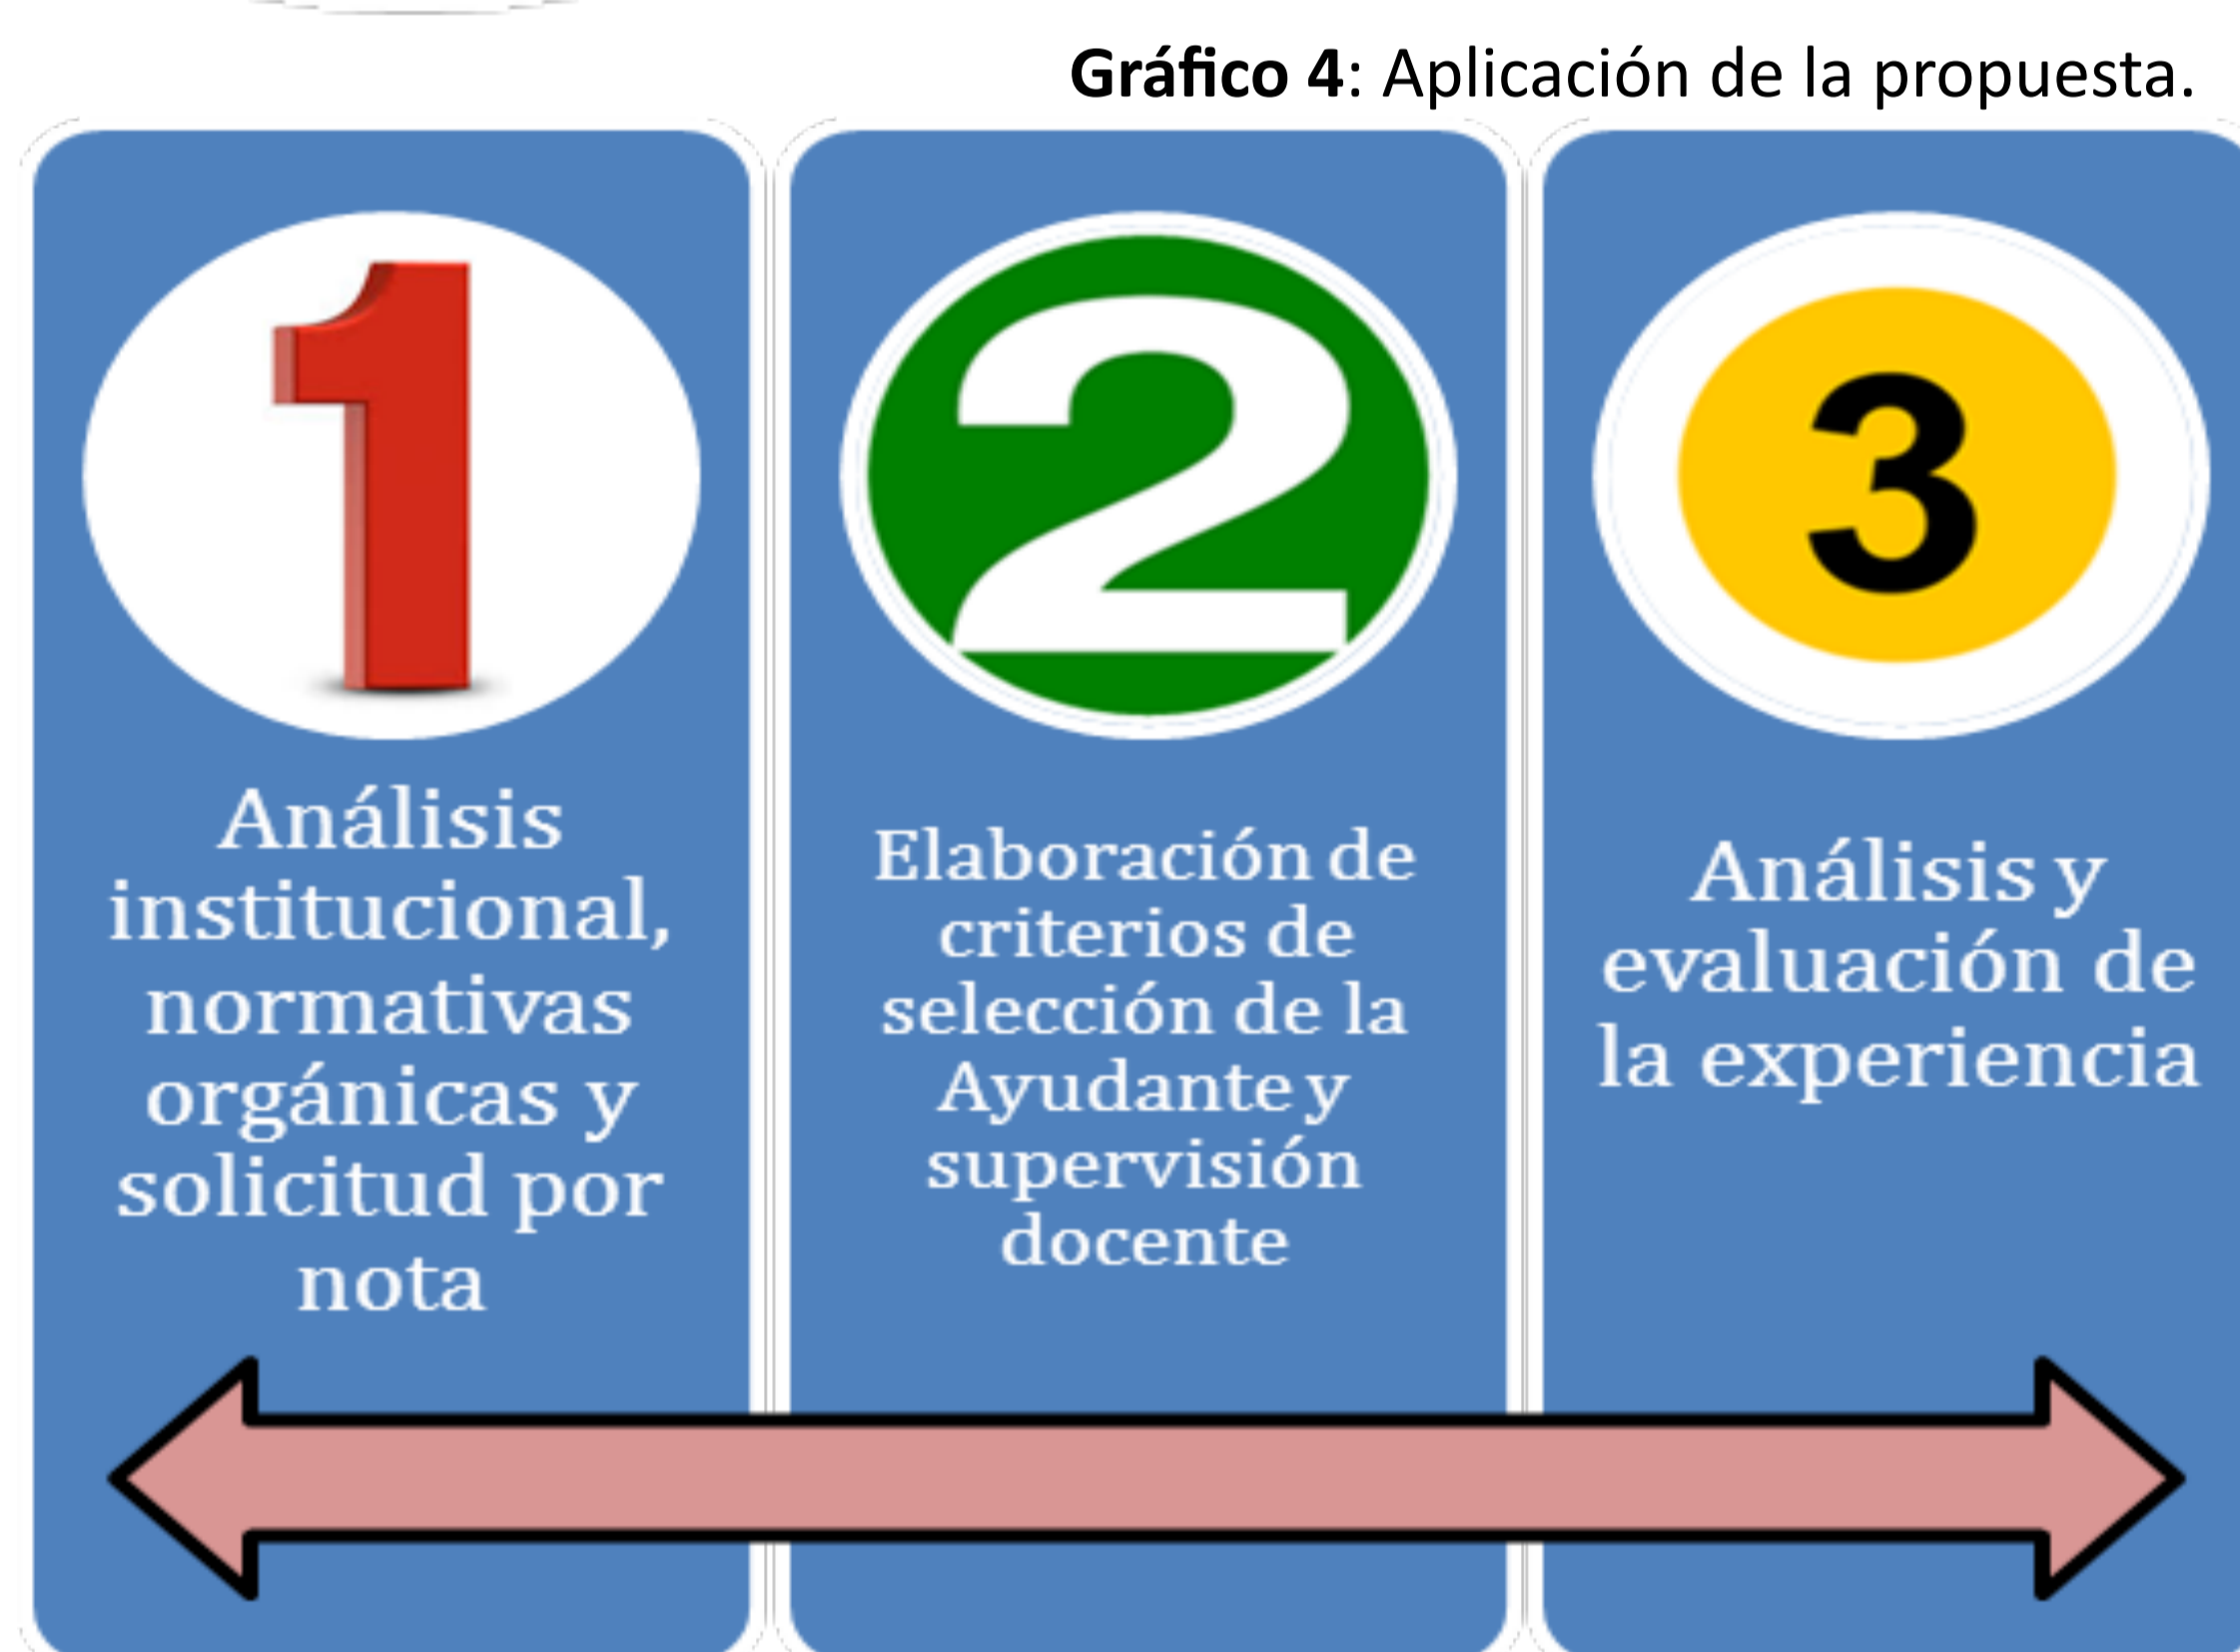 Gráfico 4: Aplicación de la propuesta.
1
Análisis
institucional,
normativas
orgánicas y
solicitud por
nota
2
Elaboración de
criterios de
selección de la
Ayudante y
supervisión
docente
3
Análisis y
evaluación de
la experiencia